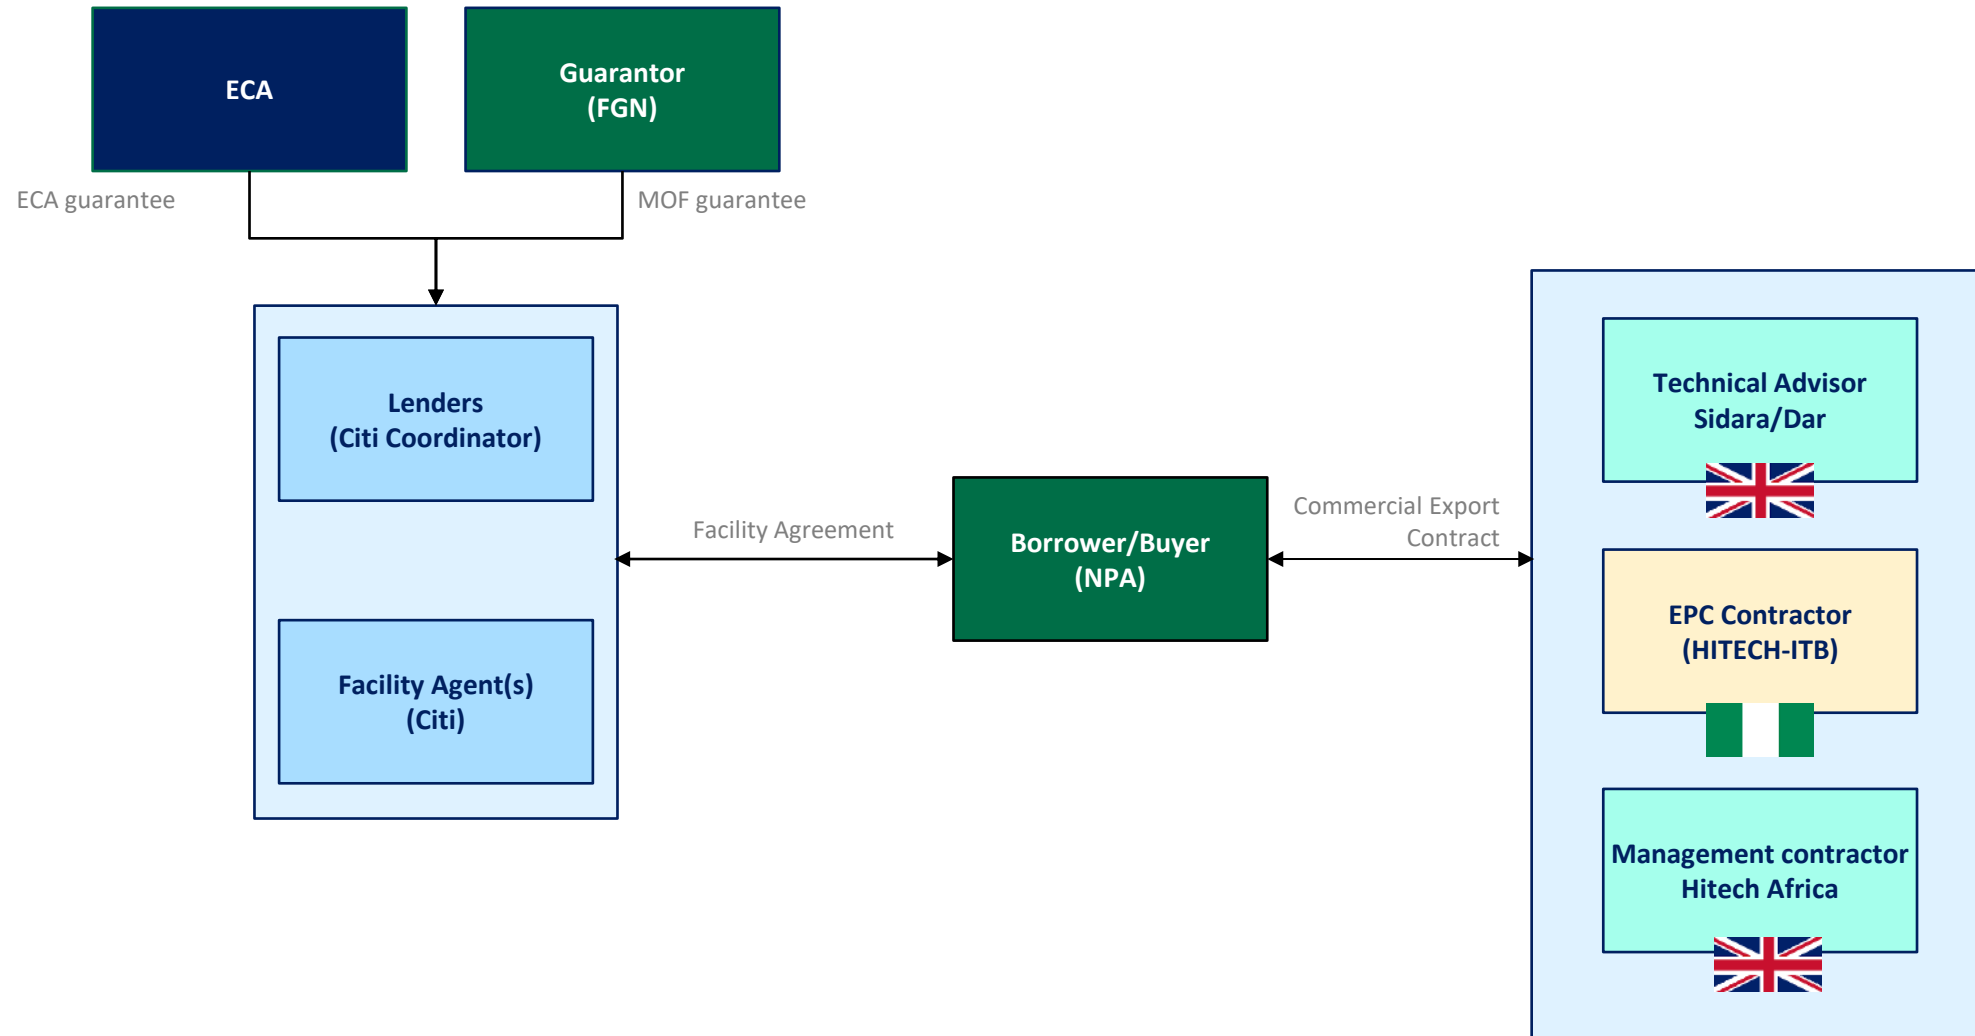 ECA
Guarantor
(FGN)
ECA guarantee
MOF guarantee
Lenders
(Citi Coordinator)
Facility Agent(s)
(Citi)
Facility Agreement
Borrower/Buyer
(NPA)
Commercial Export
Contract
Technical Advisor
Sidara/Dar
EPC Contractor
(HITECH-ITB)
Management contractor
Hitech Africa